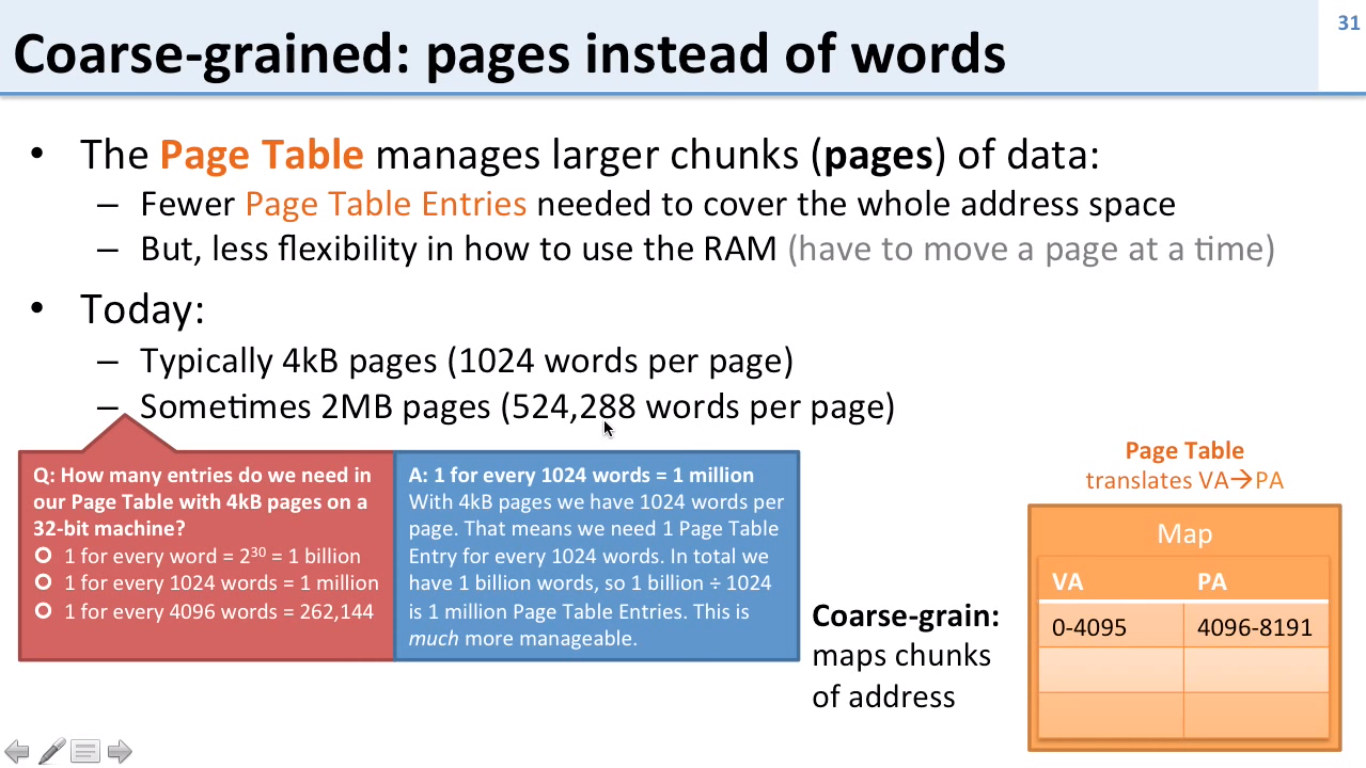 31
Coarse-grained: pages instead of words
• The Page Table manages larger chunks (pages) of data:
– Fewer Page Table Entries needed to cover the whole address space
– But, less flexibility in how to use the RAM (have to move a page at a time)
• Today:
– Typically 4kB pages (1024 words per page)
– Sometimes 2MB pages (524,288 words per page)
Q: How many entries do we need in
our Page Table with 4kB pages on a
32-bit machine?
1 for every word = 2³⁰ = 1 billion
1 for every 1024 words = 1 million
1 for every 4096 words = 262,144
A: 1 for every 1024 words = 1 million
With 4kB pages we have 1024 words per
page. That means we need 1 Page Table
Entry for every 1024 words. In total we
have 1 billion words, so 1 billion ÷ 1024
is 1 million Page Table Entries. This is
much more manageable.
Coarse-grain:
maps chunks
of address
Page Table
translates VA→PA
Map
VA PA
0-4095 4096-8191